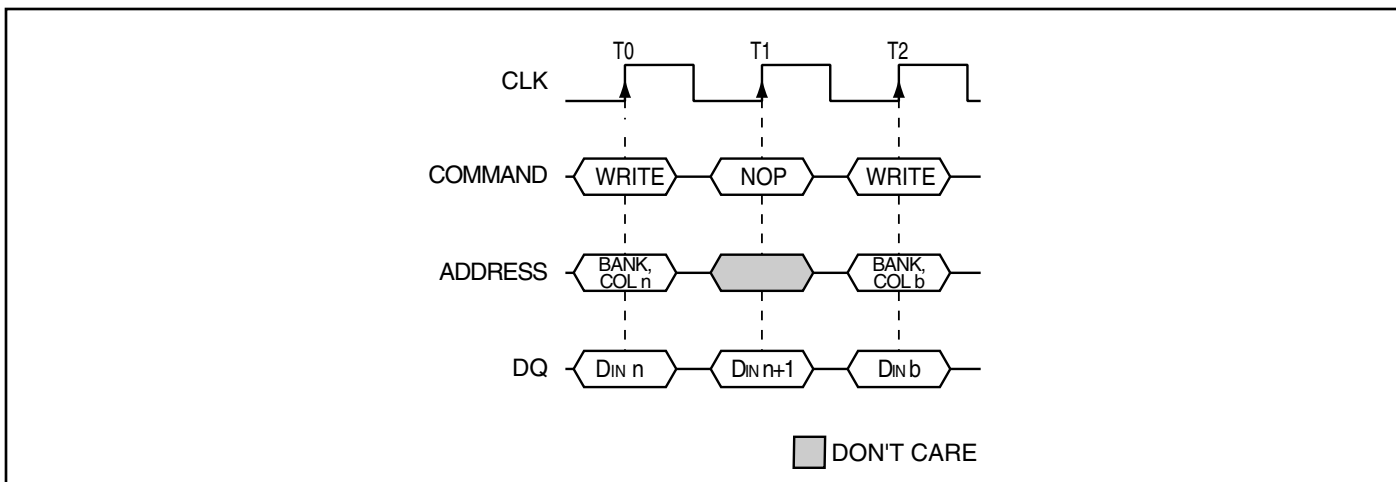 T0 T1 T2
CLK
COMMAND WRITE NOP WRITE
ADDRESS BANK, COL n BANK, COL b
DQ DIN n DIN n+1 DIN b
DON'T CARE